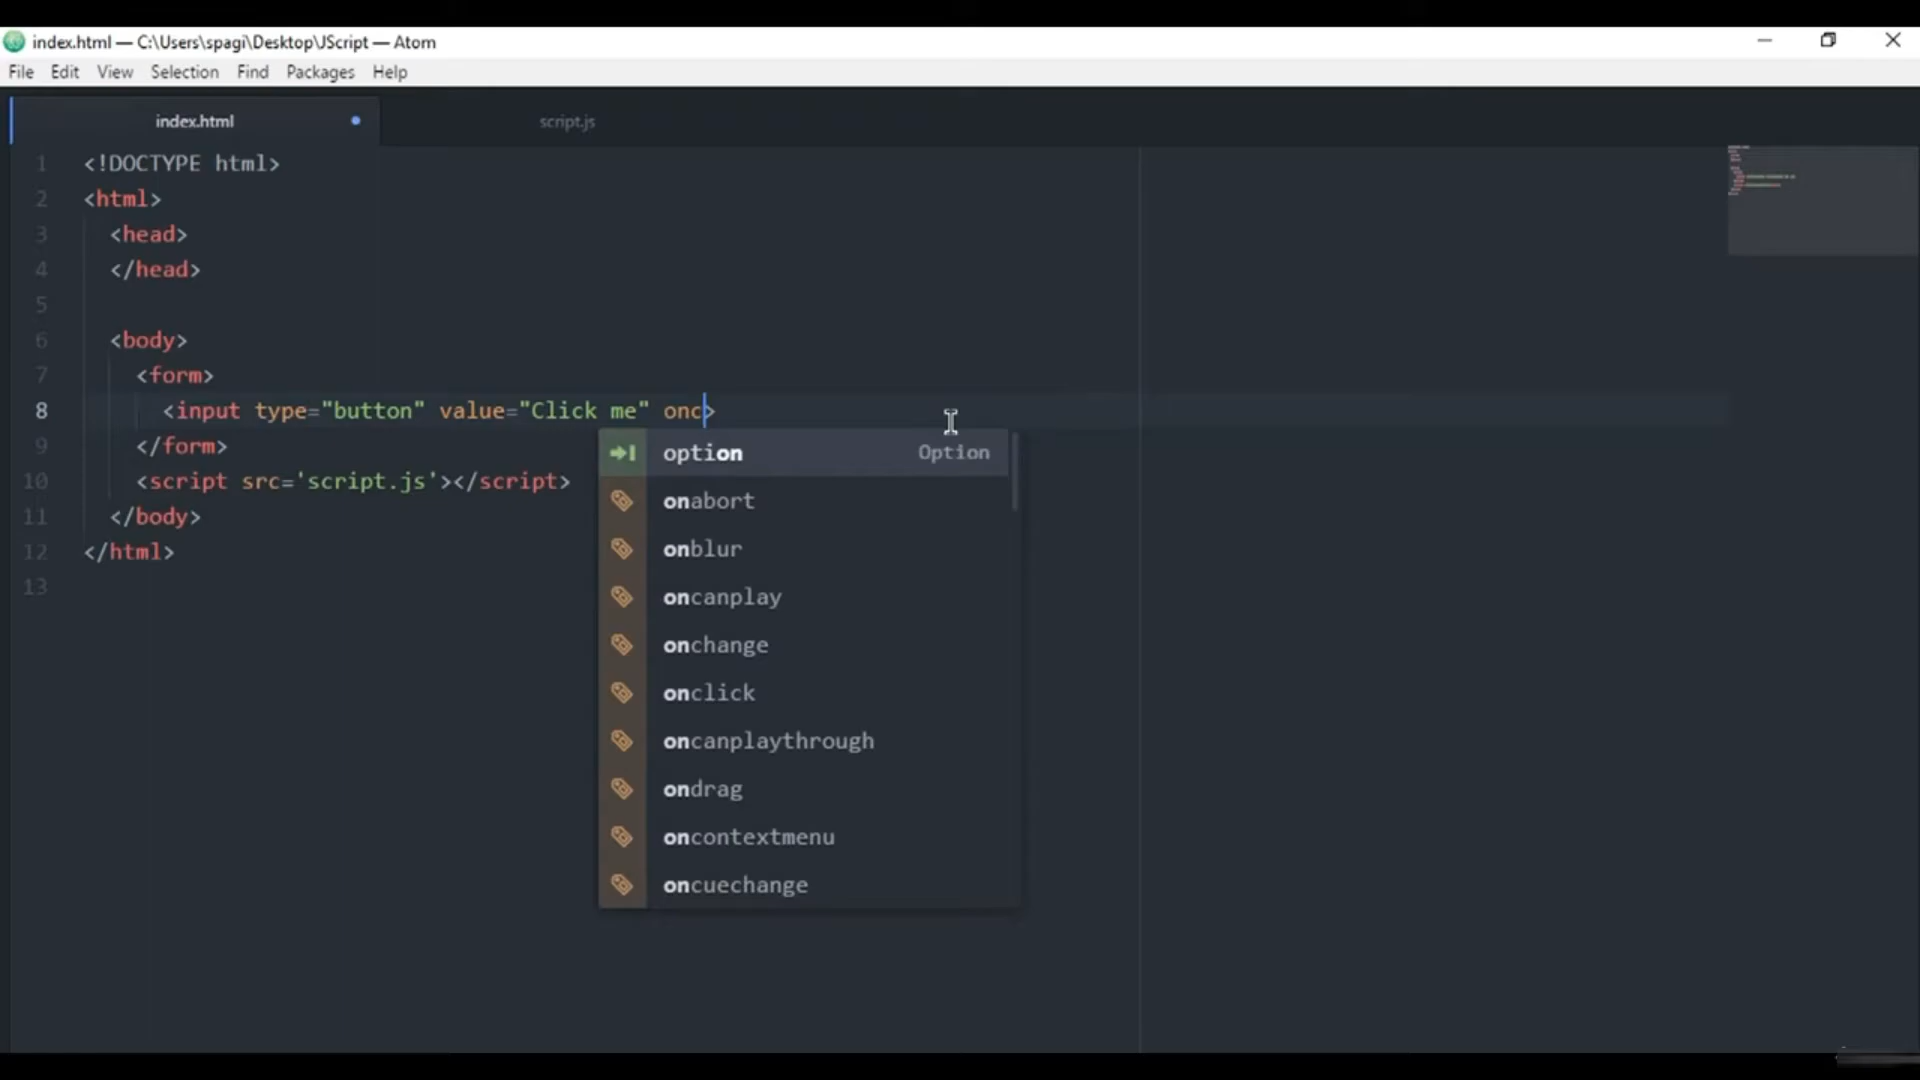 index.html — C:\Users\spagi\Desktop\JScript — Atom
File Edit View Selection Find Packages Help
index.html script.js
1 <!DOCTYPE html>
2 <html>
3 <head>
4 </head>
5
6 <body>
7 <form>
8 <input type="button" value="Click me" onc>
9 </form>
10 <script src='script.js'></script>
11 </body>
12 </html>
13
option Option
onabort
onblur
oncanplay
onchange
onclick
oncanplaythrough
ondrag
oncontextmenu
oncuechange